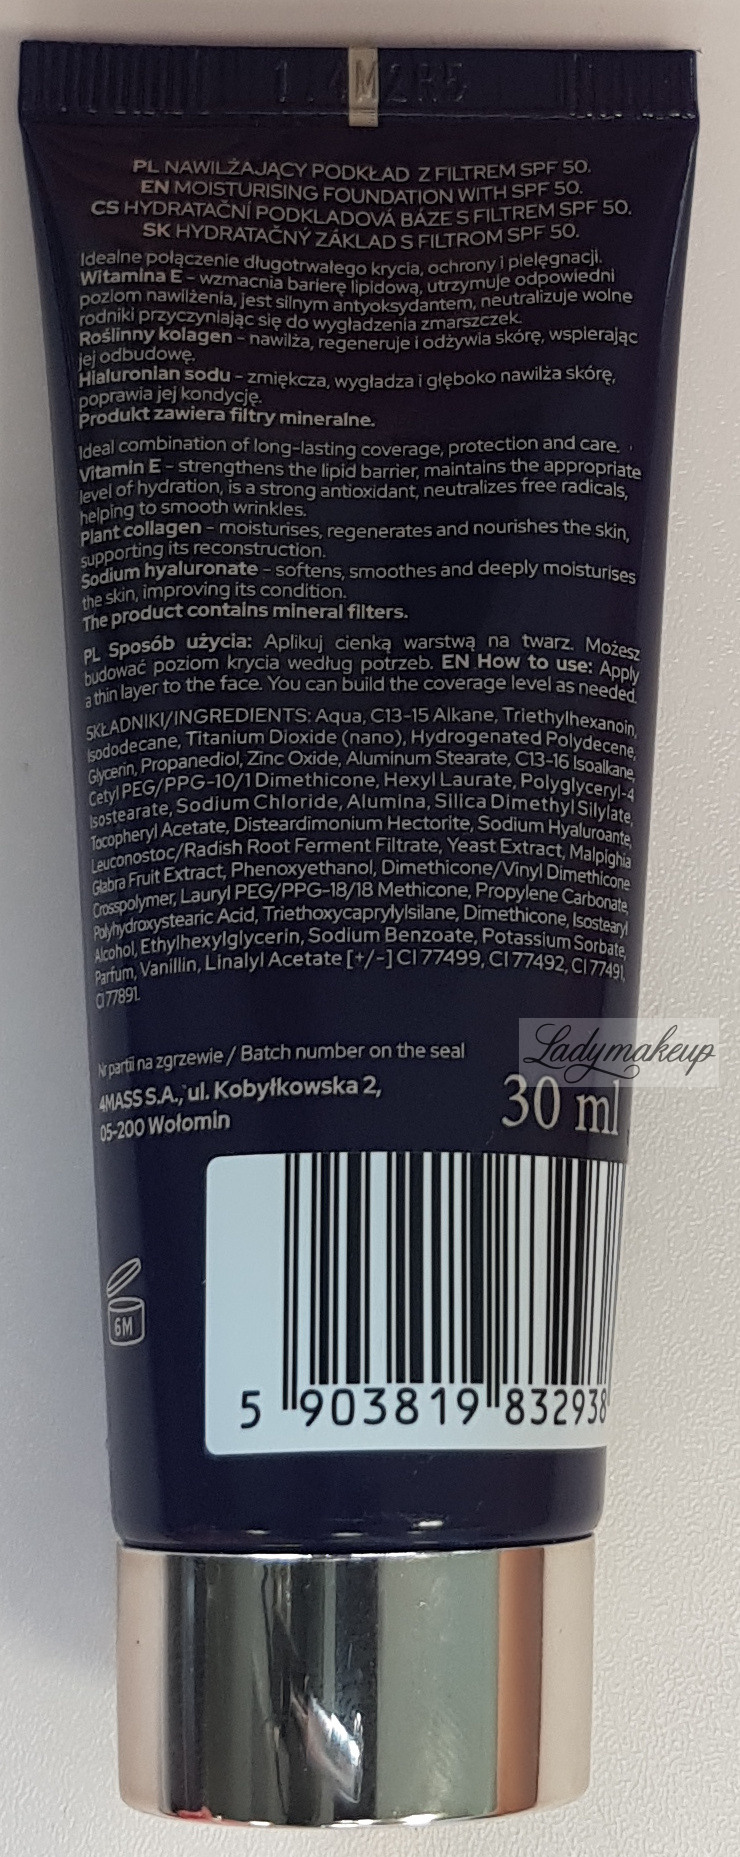 1.4M2R5
PL NAWILŻAJĄCY PODKŁAD Z FILTREM SPF 50.
EN MOISTURISING FOUNDATION WITH SPF 50.
CS HYDRATAČNÍ PODKLADOVÁ BÁZE S FILTREM SPF 50.
SK HYDRATAČNÝ ZÁKLAD S FILTROM SPF 50.
Idealne połączenie długotrwałego krycia, ochrony i pielęgnacji.
Witamina E – wzmacnia barierę lipidową, utrzymuje odpowiedni
poziom nawilżenia, jest silnym antyoksydantem, neutralizuje wolne
rodniki przyczyniając się do wygładzenia zmarszczek.
Roślinny kolagen – nawilża, regeneruje i odżywia skórę, wspierając
jej odbudowę.
Hialuronian sodu – zmiękcza, wygładza i głęboko nawilża skórę,
poprawia jej kondycję.
Produkt zawiera filtry mineralne.
Ideal combination of long-lasting coverage, protection and care.
Vitamin E – strengthens the lipid barrier, maintains the appropriate
level of hydration, is a strong antioxidant, neutralizes free radicals,
helping to smooth wrinkles.
Plant collagen – moisturises, regenerates and nourishes the skin,
supporting its reconstruction.
Sodium hyaluronate – softens, smoothes and deeply moisturises
the skin, improving its condition.
The product contains mineral filters.
PL Sposób użycia: Aplikuj cienką warstwą na twarz. Możesz
budować poziom krycia według potrzeb. EN How to use: Apply
a thin layer to the face. You can build the coverage level as needed.
SKŁADNIKI/INGREDIENTS: Aqua, C13-15 Alkane, Triethylhexanoin,
Isododecane, Titanium Dioxide (nano), Hydrogenated Polydecene,
Glycerin, Propanediol, Zinc Oxide, Aluminum Stearate, C13-16 Isoalkane,
Cetyl PEG/PPG-10/1 Dimethicone, Hexyl Laurate, Polyglyceryl-4
Isostearate, Sodium Chloride, Alumina, Silica Dimethyl Silylate,
Tocopheryl Acetate, Disteardimonium Hectorite, Sodium Hyaluroante,
Leuconostoc/Radish Root Ferment Filtrate, Yeast Extract, Malpighia
Glabra Fruit Extract, Phenoxyethanol, Dimethicone/Vinyl Dimethicone
Crosspolymer, Lauryl PEG/PPG-18/18 Methicone, Propylene Carbonate,
Polyhydroxystearic Acid, Triethoxycaprylylsilane, Dimethicone, Isostearyl
Alcohol, Ethylhexylglycerin, Sodium Benzoate, Potassium Sorbate,
Parfum, Vanillin, Linalyl Acetate [+/-] CI 77499, CI 77492, CI 77491,
CI 77891.
Nr partii na zgrzewie / Batch number on the seal
Ladymakeup
4MASS S.A., ul. Kobyłkowska 2,
05-200 Wołomin
30 ml
6M
5 903819 832938